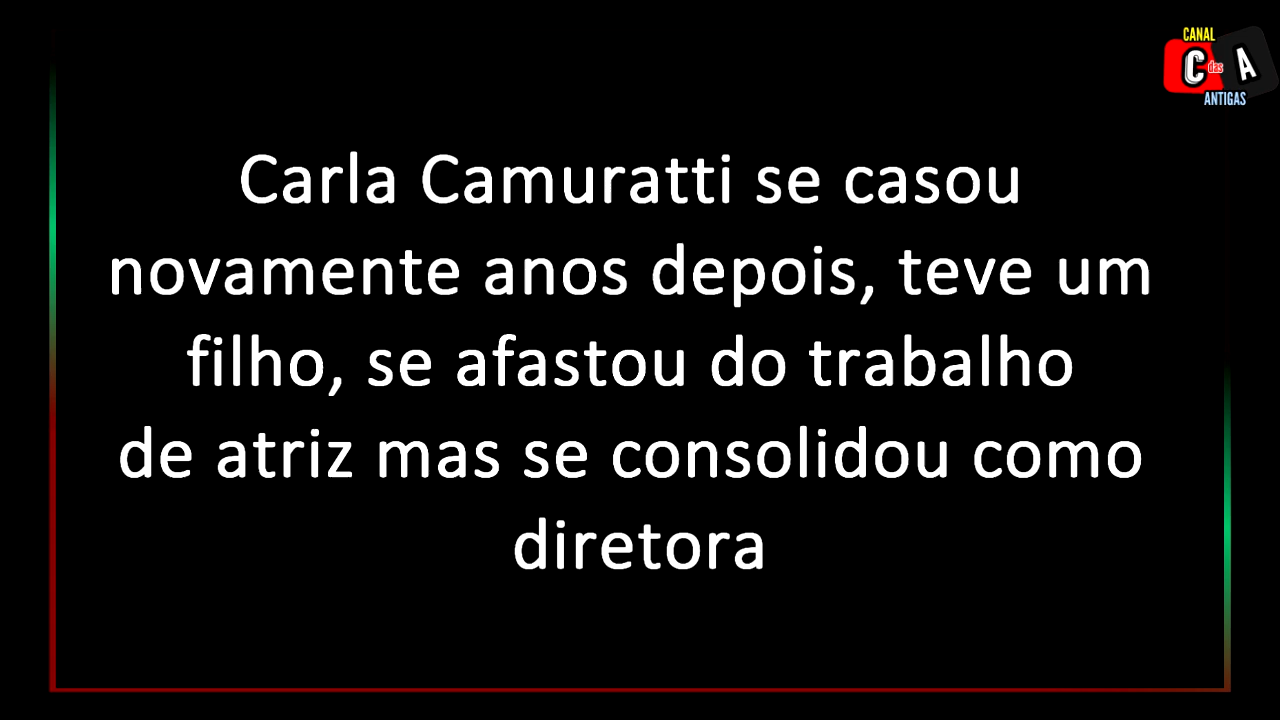 CANAL
C das A
ANTIGAS
Carla Camuratti se casou
novamente anos depois, teve um
filho, se afastou do trabalho
de atriz mas se consolidou como
diretora